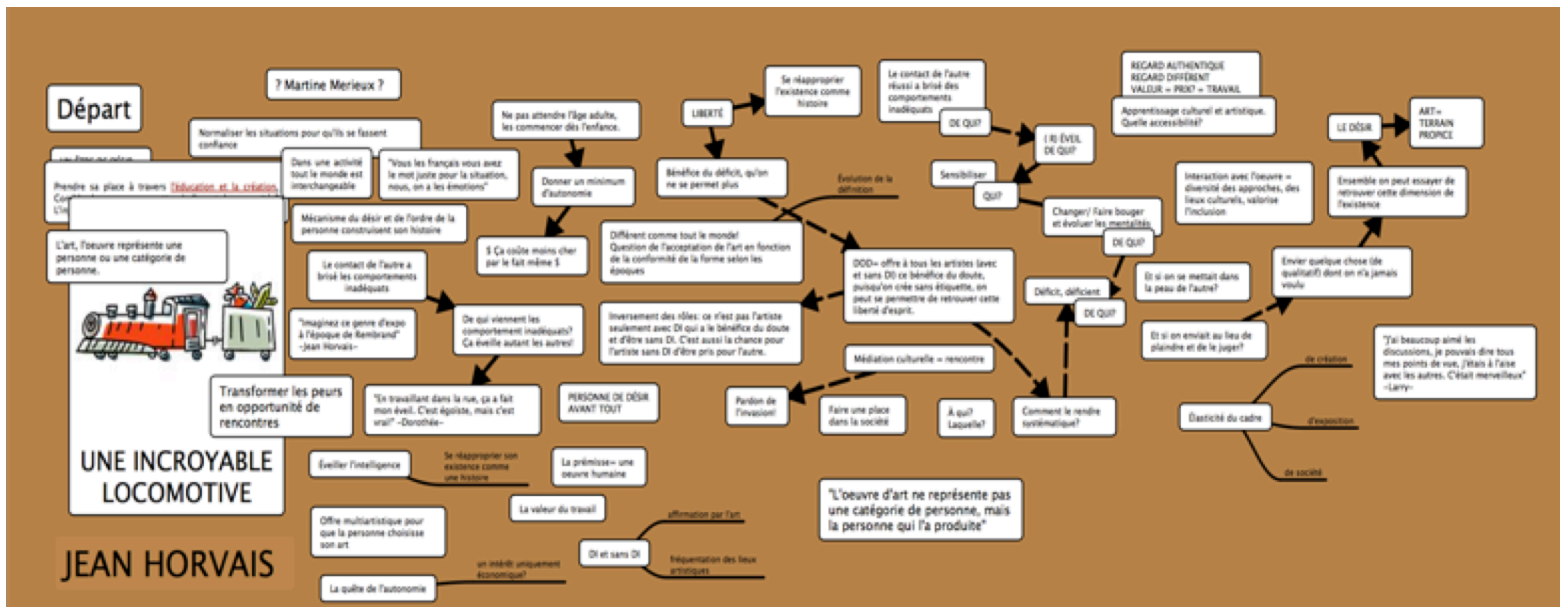 Départ
? Martine Merieux ?
Normaliser les situations pour qu'ils se fassent
confiance
Prendre sa place à travers l'éducation et la création,
L'art, l'oeuvre représente une
personne ou une catégorie de
personne.
Transformer les peurs
en opportunité de
rencontres
UNE INCROYABLE
LOCOMOTIVE
JEAN HORVAIS
Dans une activité
tout le monde est
interchangeable
"Vous les français vous avez
le mot juste pour la situation,
nous, on a les émotions"
Mécanisme du désir et de l'ordre de la
personne construisent son histoire
Le contact de l'autre a
brisé les comportements
inadéquats
"Imaginez ce genre d'expo
à l'époque de Rembrand"
-Jean Horvais-
De qui viennent les
comportement inadéquats?
Ça éveille autant les autres!
"En travaillant dans la rue, ça a fait
mon éveil. C'est égoïste, mais c'est
vrai!" -Dorothée-
Éveiller l'intelligence
Se réapproprier son
existence comme
une histoire
Offre multiartistique pour
que la personne choisisse
son art
La quête de l'autonomie
un intérêt uniquement
économique?
Ne pas attendre l'âge adulte,
les commencer dès l'enfance.
Donner un minimum
d'autonomie
$ Ça coûte moins cher
par le fait même $
PERSONNE DE DÉSIR
AVANT TOUT
La prémisse= une
oeuvre humaine
La valeur du travail
DI et sans DI
affirmation par l'art
fréquentation des lieux
artistiques
LIBERTÉ
Se réapproprier
l'existence comme
histoire
Bénéfice du déficit, qu'on
ne se permet plus
Évolution de la
définition
Différent comme tout le monde!
Question de l'acceptation de l'art en fonction
de la conformité de la forme selon les
époques
Inversement des rôles: ce n'est pas l'artiste
seulement avec DI qui a le bénéfice du doute
et d'être sans DI. C'est aussi la chance pour
l'artiste sans DI d'être pris pour l'autre.
DOD= offre à tous les artistes (avec
et sans DI) ce bénéfice du doute,
puisqu'on crée sans étiquette, on
peut se permettre de retrouver cette
liberté d'esprit.
Médiation culturelle = rencontre
Pardon de
l'invasion!
Faire une place
dans la société
À qui?
Laquelle?
Comment le rendre
systématique?
"L'oeuvre d'art ne représente pas
une catégorie de personne, mais
la personne qui l'a produite"
Le contact de l'autre
réussi a brisé des
comportements
inadéquats
DE QUI?
( R) ÉVEIL
DE QUI?
Sensibiliser
QUI?
Changer/ Faire bouger
et évoluer les mentalités
DE QUI?
Déficit, déficient
DE QUI?
REGARD AUTHENTIQUE
REGARD DIFFÉRENT
VALEUR = PRIX? = TRAVAIL
Apprentissage culturel et artistique.
Quelle accessibilité?
Interaction avec l'oeuvre =
diversité des approches, des
lieux culturels, valorise
l'inclusion
Et si on se mettait dans
la peau de l'autre?
Et si on enviait au lieu de
plaindre et de le juger?
Envier quelque chose (de
qualitatif) dont on n'a jamais
voulu
Ensemble on peut essayer de
retrouver cette dimension de
l'existence
LE DÉSIR
ART=
TERRAIN
PROPICE
Élasticité du cadre
de création
d'exposition
de société
"J'ai beaucoup aimé les
discussions, je pouvais dire tous
mes points de vue, j'étais à l'aise
avec les autres. C'était merveilleux"
-Larry-